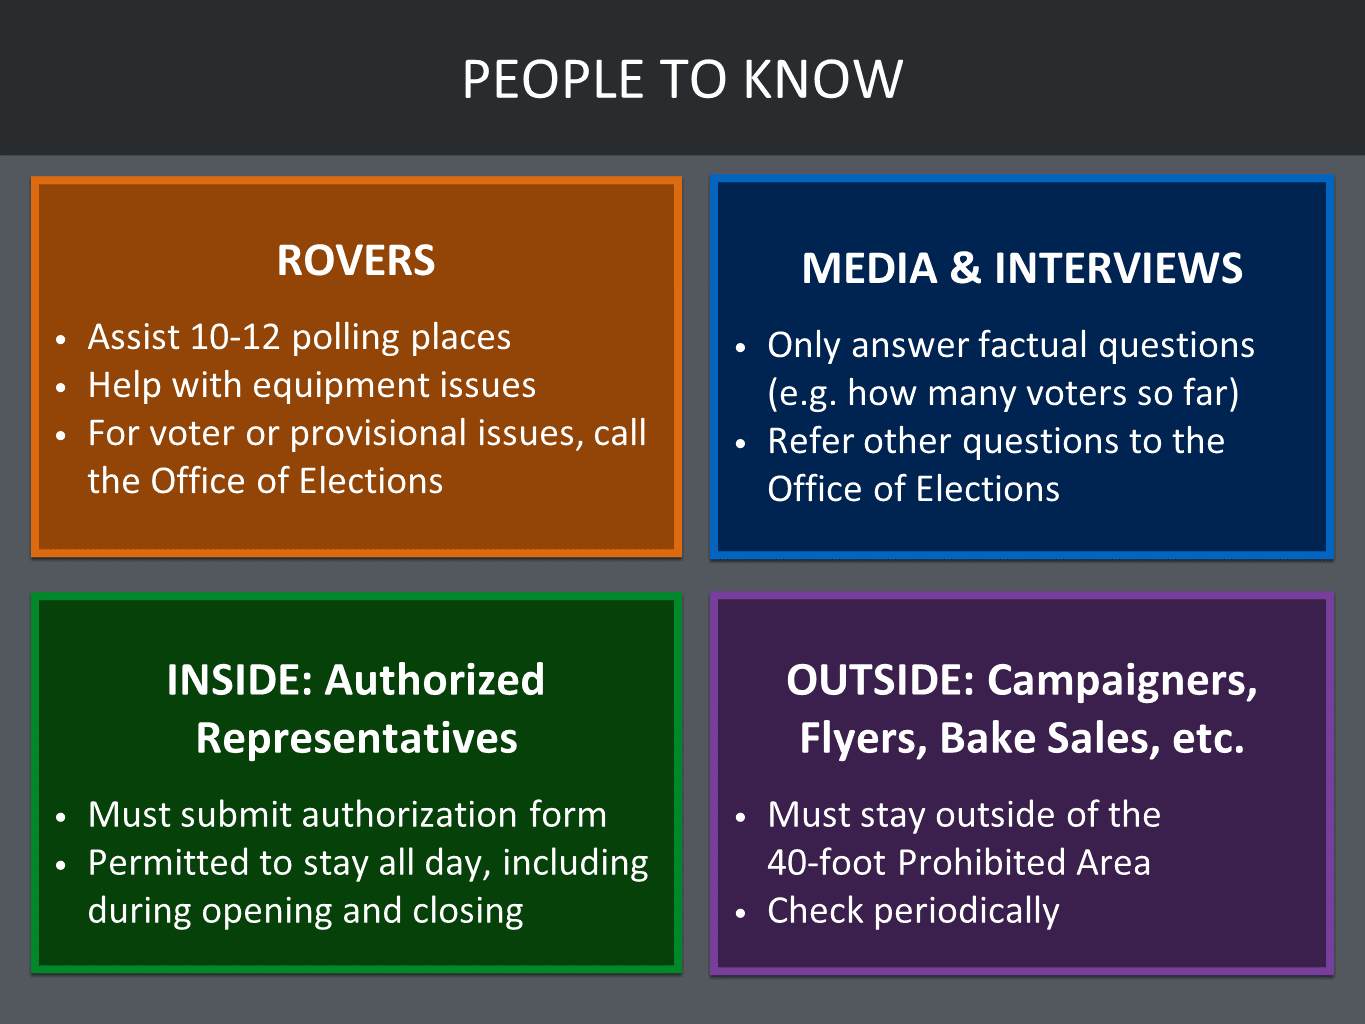 PEOPLE TO KNOW
ROVERS
• Assist 10-12 polling places
• Help with equipment issues
• For voter or provisional issues, call
the Office of Elections
MEDIA & INTERVIEWS
• Only answer factual questions
(e.g. how many voters so far)
• Refer other questions to the
Office of Elections
INSIDE: Authorized
Representatives
• Must submit authorization form
• Permitted to stay all day, including
during opening and closing
OUTSIDE: Campaigners,
Flyers, Bake Sales, etc.
• Must stay outside of the
40-foot Prohibited Area
• Check periodically